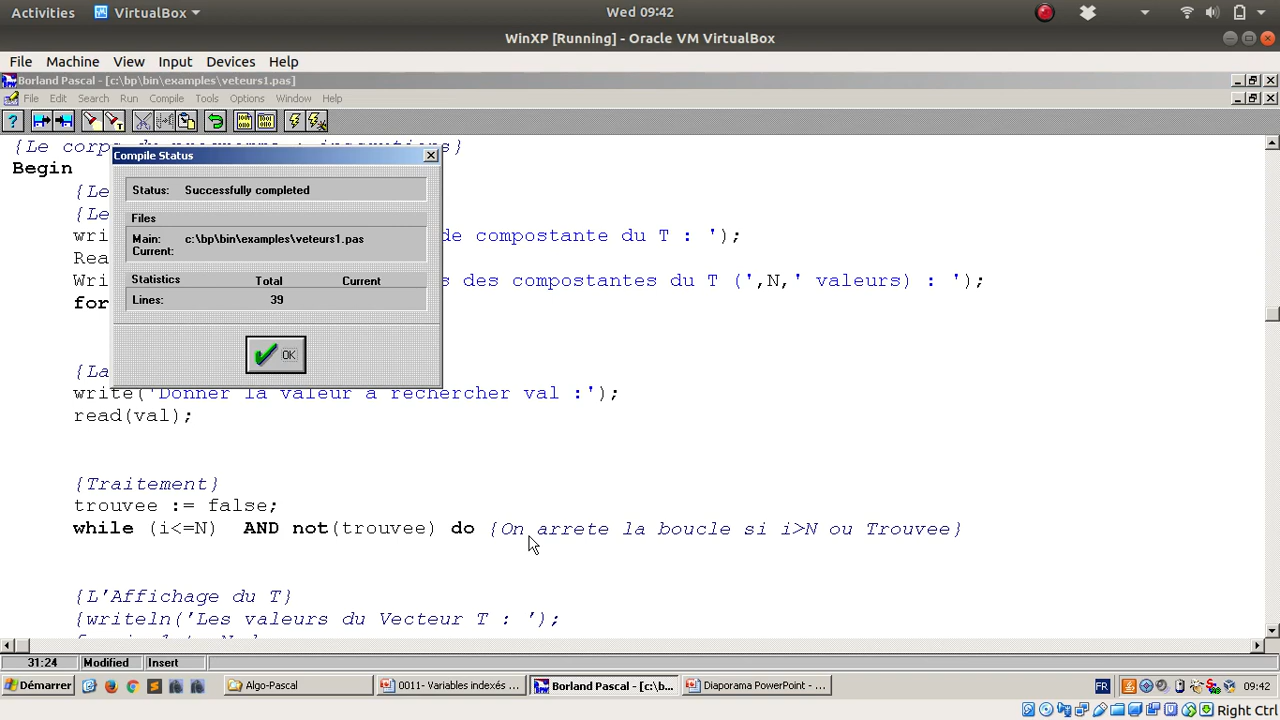 Activities VirtualBox Wed 09:42
WinXP [Running] - Oracle VM VirtualBox
File Machine View Input Devices Help
Borland Pascal - [c:\bp\bin\examples\veteurs1.pas]
File Edit Search Run Compile Tools Options Window Help
{Le corps
}
Begin
{Le
{Le
wri de compostante du T : ');
Rea
Wri s des compostantes du T (',N,' valeurs) : ');
for
{La
write('Donner la valeur à rechercher val :');
read(val);
{Traitement}
trouvee := false;
while (i<=N) AND not(trouvee) do {On arrete la boucle si i>N ou Trouvee}
{L'Affichage du T}
{writeln('Les valeurs du Vecteur T : ');
Compile Status
Status: Successfully completed
Files
Main: c:\bp\bin\examples\veteurs1.pas
Current:
Statistics Total Current
Lines: 39
OK
31:24 Modified Insert
Démarrer Algo-Pascal 0011- Variables indexés ... Borland Pascal - [c:\b... Diaporama PowerPoint - ... FR 09:42
Right Ctrl